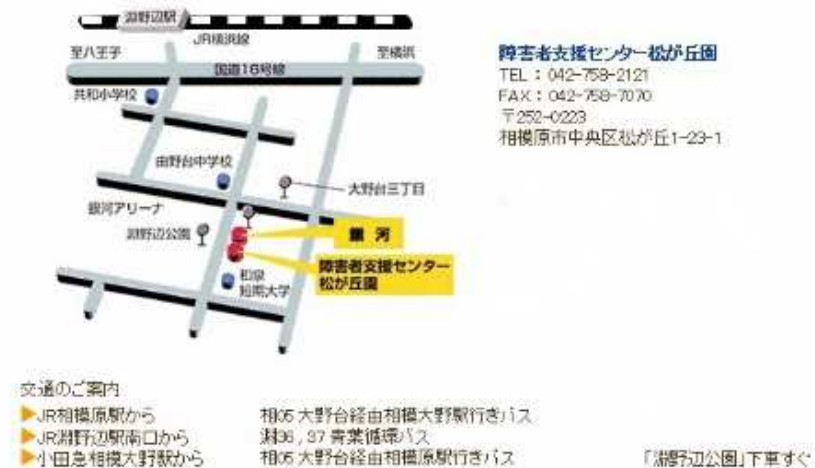 淵野辺駅
JR横浜線
至八王子
至横浜
国道16号線
共和小学校
由野台中学校
大野台三丁目
銀河アリーナ
淵野辺公園
銀 河
障害者支援センター
松が丘園
和泉
短期大学
障害者支援センター松が丘園
TEL：042-758-2121
FAX：042-758-7070
〒252-0223
相模原市中央区松が丘1-23-1
交通のご案内
▶JR相模原駅から 相05 大野台経由相模大野駅行きバス
▶JR淵野辺駅南口から 淵36，37 青葉循環バス
▶小田急相模大野駅から 相05 大野台経由相模原駅行きバス 「淵野辺公園」下車すぐ